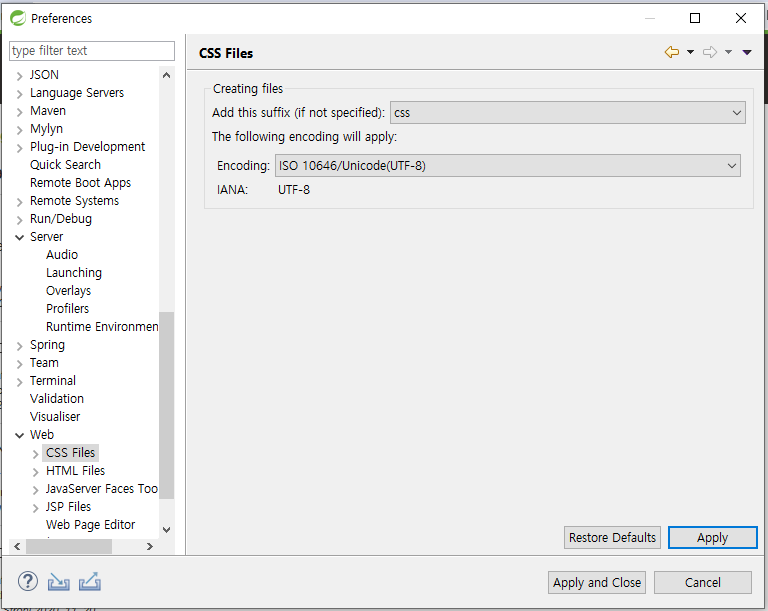 Preferences
type filter text
JSON
Language Servers
Maven
Mylyn
Plug-in Development
Quick Search
Remote Boot Apps
Remote Systems
Run/Debug
Server
Audio
Launching
Overlays
Profilers
Runtime Environmen
Spring
Team
Terminal
Validation
Visualiser
Web
CSS Files
HTML Files
JavaServer Faces Too
JSP Files
Web Page Editor
CSS Files
Creating files
Add this suffix (if not specified): css
The following encoding will apply:
Encoding: ISO 10646/Unicode(UTF-8)
IANA: UTF-8
Restore Defaults Apply
? Apply and Close Cancel